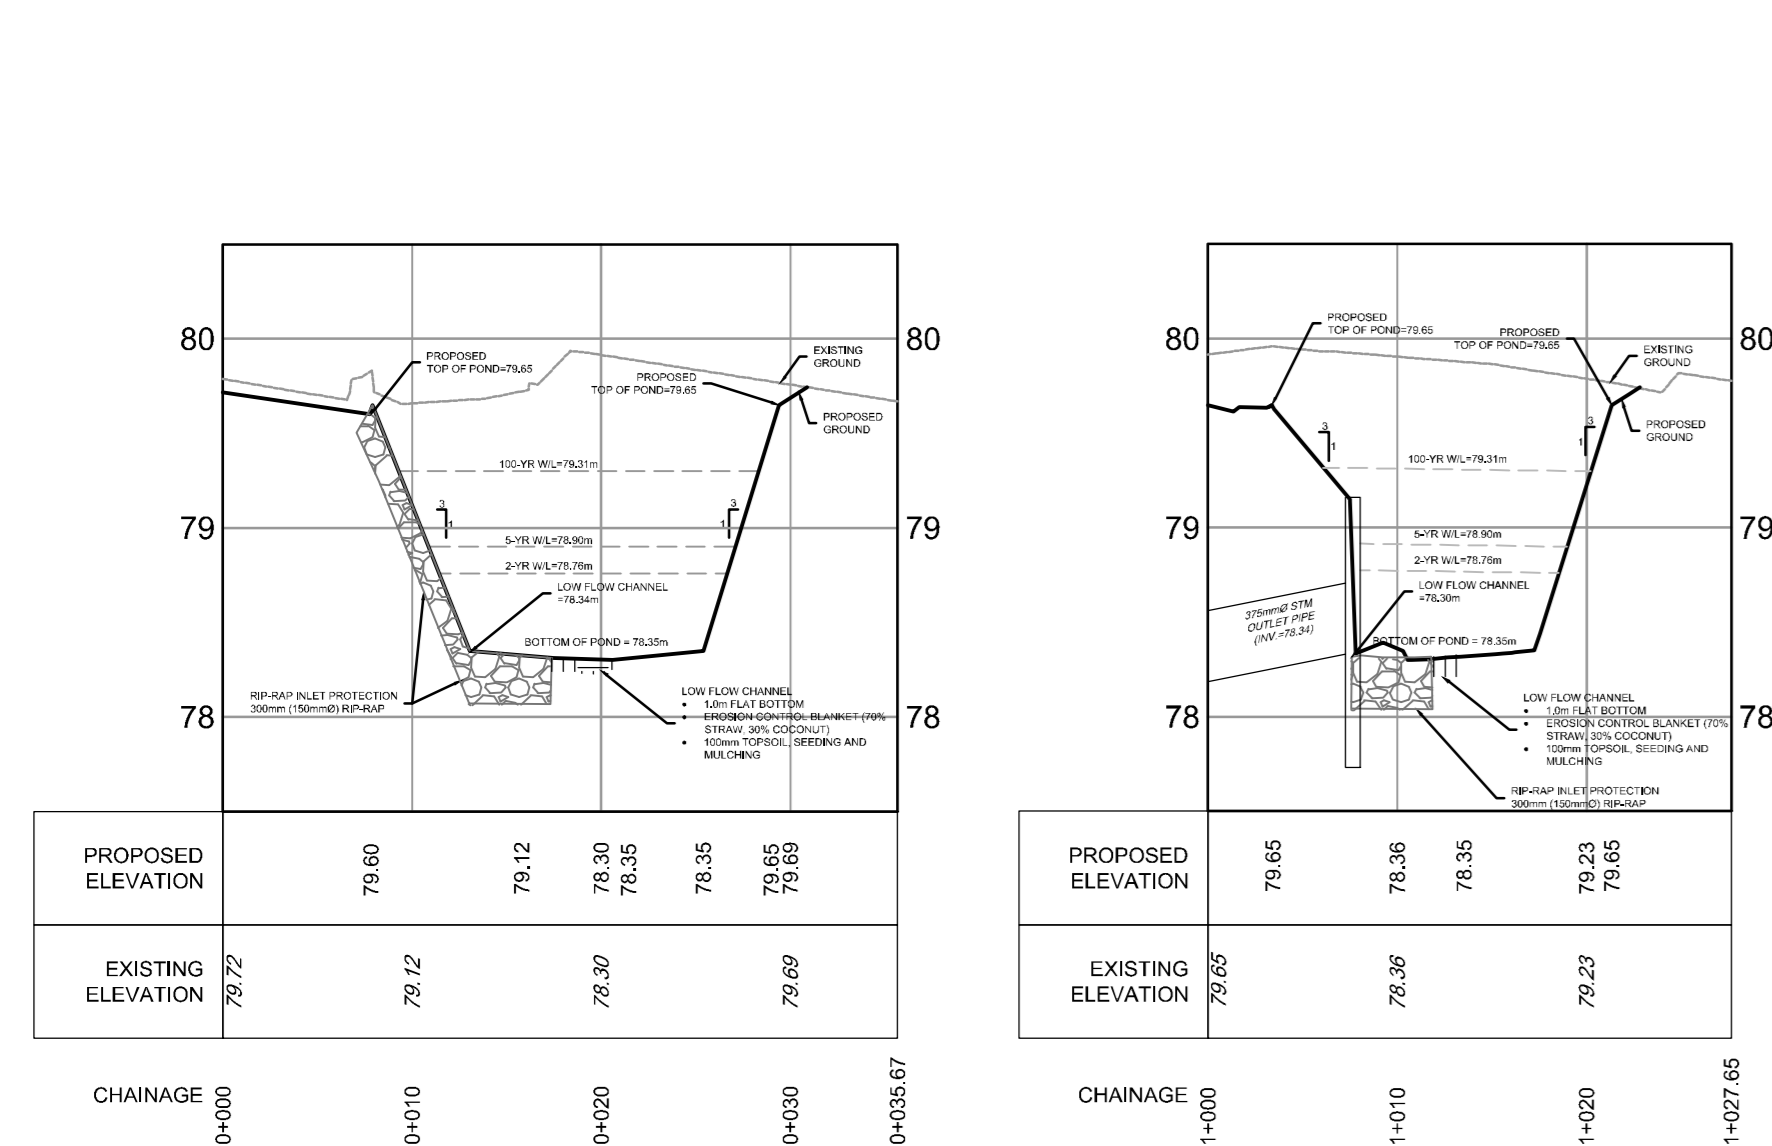 80
80
79
79
78
78
PROPOSED
TOP OF POND=79.65
PROPOSED
TOP OF POND=79.65
EXISTING
GROUND
PROPOSED
GROUND
100-YR W/L=79.31m
3
1
3
1
5-YR W/L=78.90m
2-YR W/L=78.76m
LOW FLOW CHANNEL
=78.34m
BOTTOM OF POND = 78.35m
RIP-RAP INLET PROTECTION
300mm (150mmØ) RIP-RAP
LOW FLOW CHANNEL
• 1.0m FLAT BOTTOM
• EROSION CONTROL BLANKET (70%
STRAW, 30% COCONUT)
• 100mm TOPSOIL, SEEDING AND
MULCHING
PROPOSED
ELEVATION
79.60
79.12
78.30
78.35
78.35
79.65
79.69
EXISTING
ELEVATION
79.72
79.12
78.30
79.69
CHAINAGE
0+000
0+010
0+020
0+030
0+035.67
80
80
79
79
78
78
PROPOSED
TOP OF POND=79.65
PROPOSED
TOP OF POND=79.65
EXISTING
GROUND
PROPOSED
GROUND
3
1
3
1
100-YR W/L=79.31m
5-YR W/L=78.90m
2-YR W/L=78.76m
LOW FLOW CHANNEL
=78.30m
375mmØ STM
OUTLET PIPE
(INV.=78.34)
BOTTOM OF POND = 78.35m
LOW FLOW CHANNEL
• 1.0m FLAT BOTTOM
• EROSION CONTROL BLANKET (70%
STRAW, 30% COCONUT)
• 100mm TOPSOIL, SEEDING AND
MULCHING
RIP-RAP INLET PROTECTION
300mm (150mmØ) RIP-RAP
PROPOSED
ELEVATION
79.65
78.36
78.35
79.23
79.65
EXISTING
ELEVATION
79.65
78.36
79.23
CHAINAGE
1+000
1+010
1+020
1+027.65